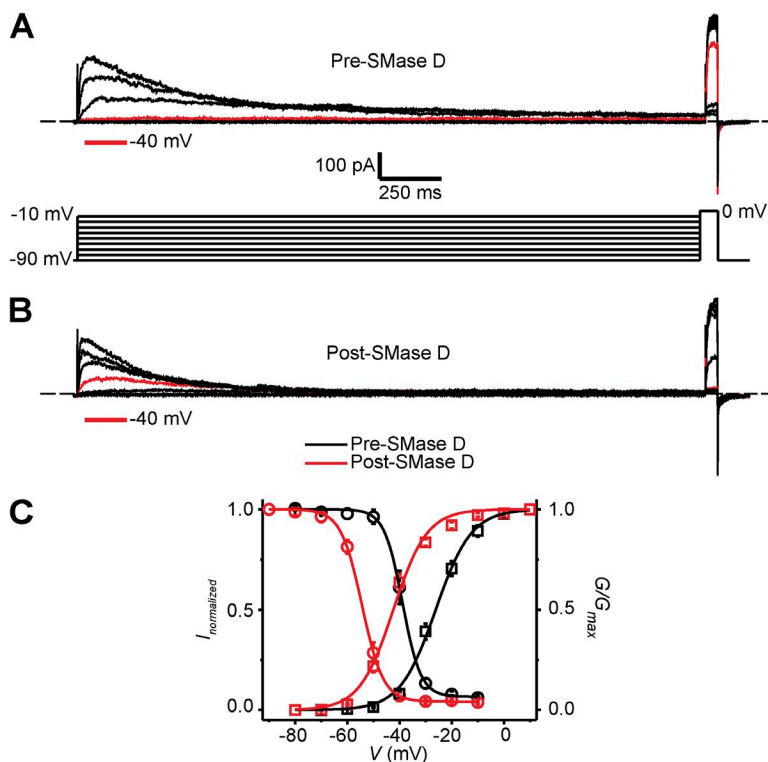 A
Pre-SMase D
-40 mV
100 pA
250 ms
-10 mV
0 mV
-90 mV
B
Post-SMase D
-40 mV
Pre-SMase D
Post-SMase D
C
1.0
1.0
I normalized
0.5
0.5
G/Gmax
0.0
0.0
-80 -60 -40 -20 0
V (mV)